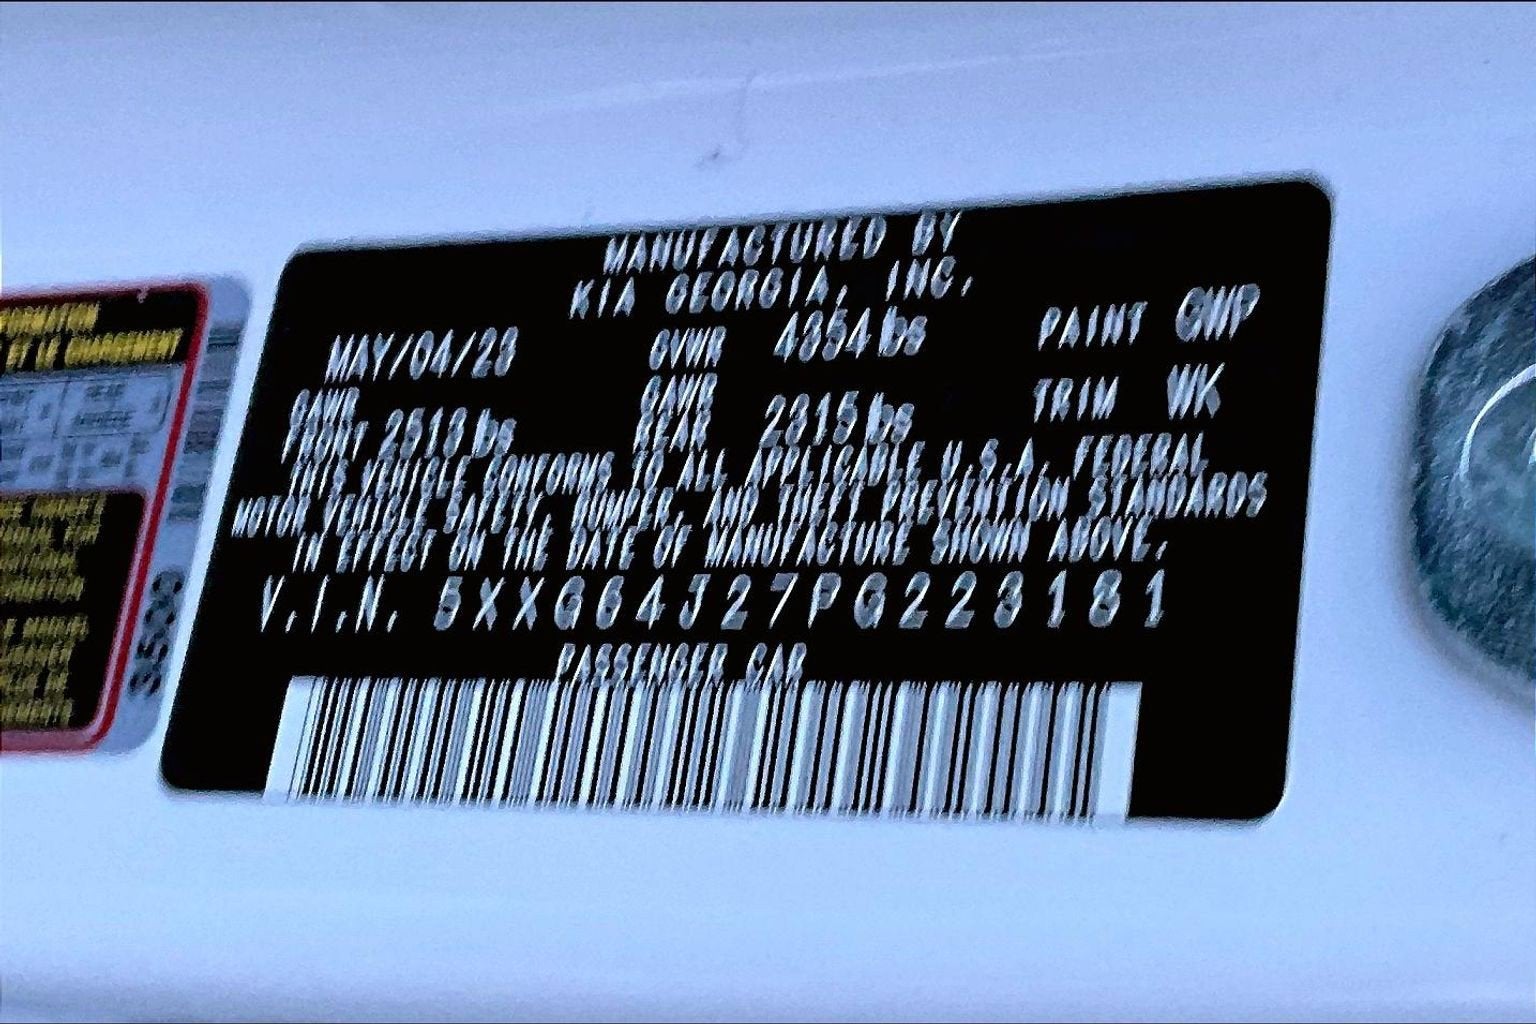 MANUFACTURED BY
KIA GEORGIA, INC.
MAY/04/23 GVWR 4354 lbs PAINT GWP
GAWR FRONT 2513 lbs GAWR REAR 2315 lbs TRIM WK
THIS VEHICLE CONFORMS TO ALL APPLICABLE U.S.A. FEDERAL
MOTOR VEHICLE SAFETY, BUMPER, AND THEFT PREVENTION STANDARDS
IN EFFECT ON THE DATE OF MANUFACTURE SHOWN ABOVE.
V.I.N. 5XXG64J27PG223181
PASSENGER CAR